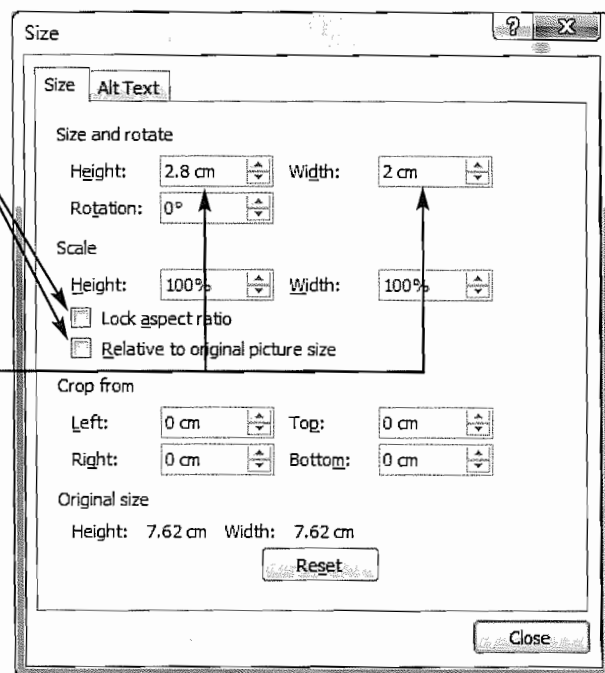 Size
?
X
Size Alt Text
Size and rotate
Height: 2.8 cm Width: 2 cm
Rotation: 0°
Scale
Height: 100% Width: 100%
Lock aspect ratio
Relative to original picture size
Crop from
Left: 0 cm Top: 0 cm
Right: 0 cm Bottom: 0 cm
Original size
Height: 7.62 cm Width: 7.62 cm
Reset
Close